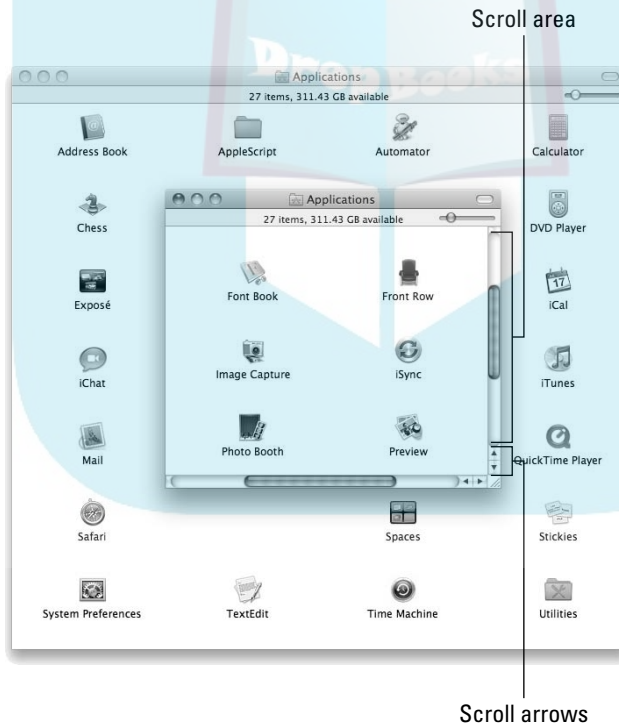 Scroll area
DropBooks
Applications
27 items, 311.43 GB available
Address Book
AppleScript
Automator
Calculator
Chess
DVD Player
Applications
27 items, 311.43 GB available
Font Book
Front Row
Exposé
iCal
17
Image Capture
iSync
iChat
iTunes
Photo Booth
Preview
Mail
QuickTime Player
Safari
Spaces
Stickies
System Preferences
TextEdit
Time Machine
Utilities
Scroll arrows